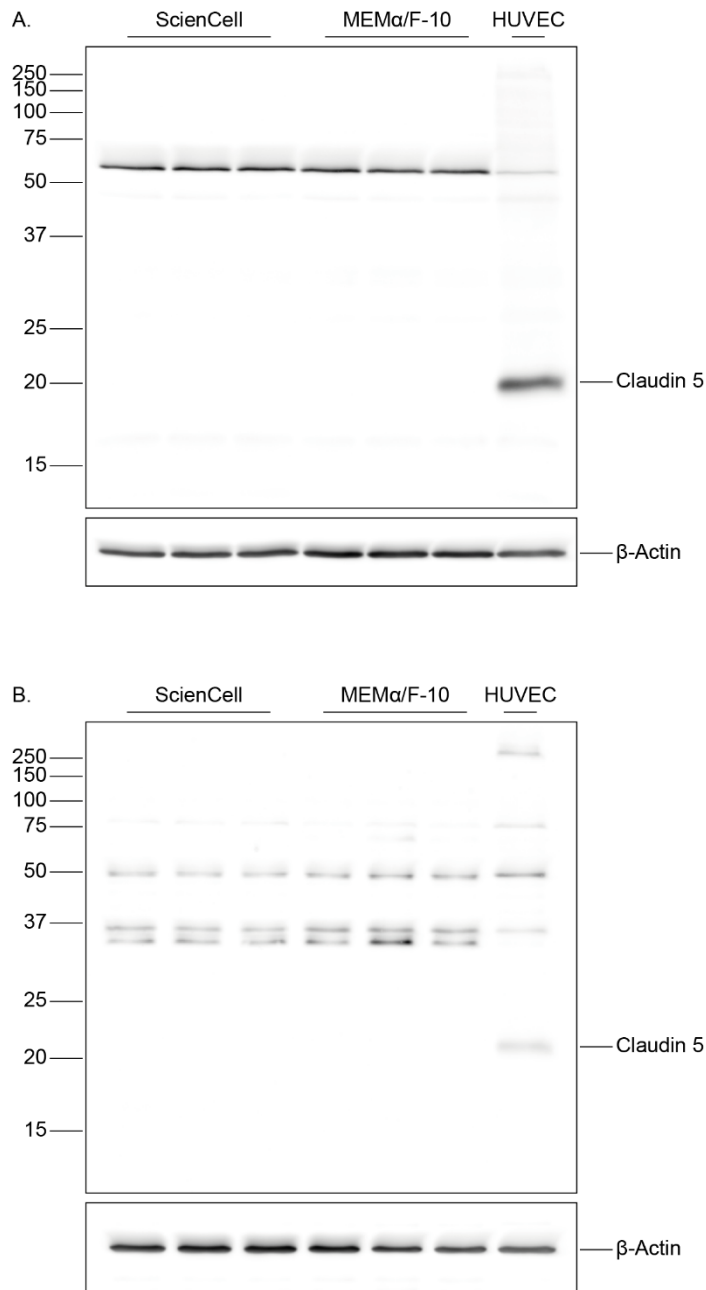 A. ScienCell MEMα/F-10 HUVEC
250
150
100
75
50
37
25
20 Claudin 5
15
β-Actin
B. ScienCell MEMα/F-10 HUVEC
250
150
100
75
50
37
25
Claudin 5
20
15
β-Actin